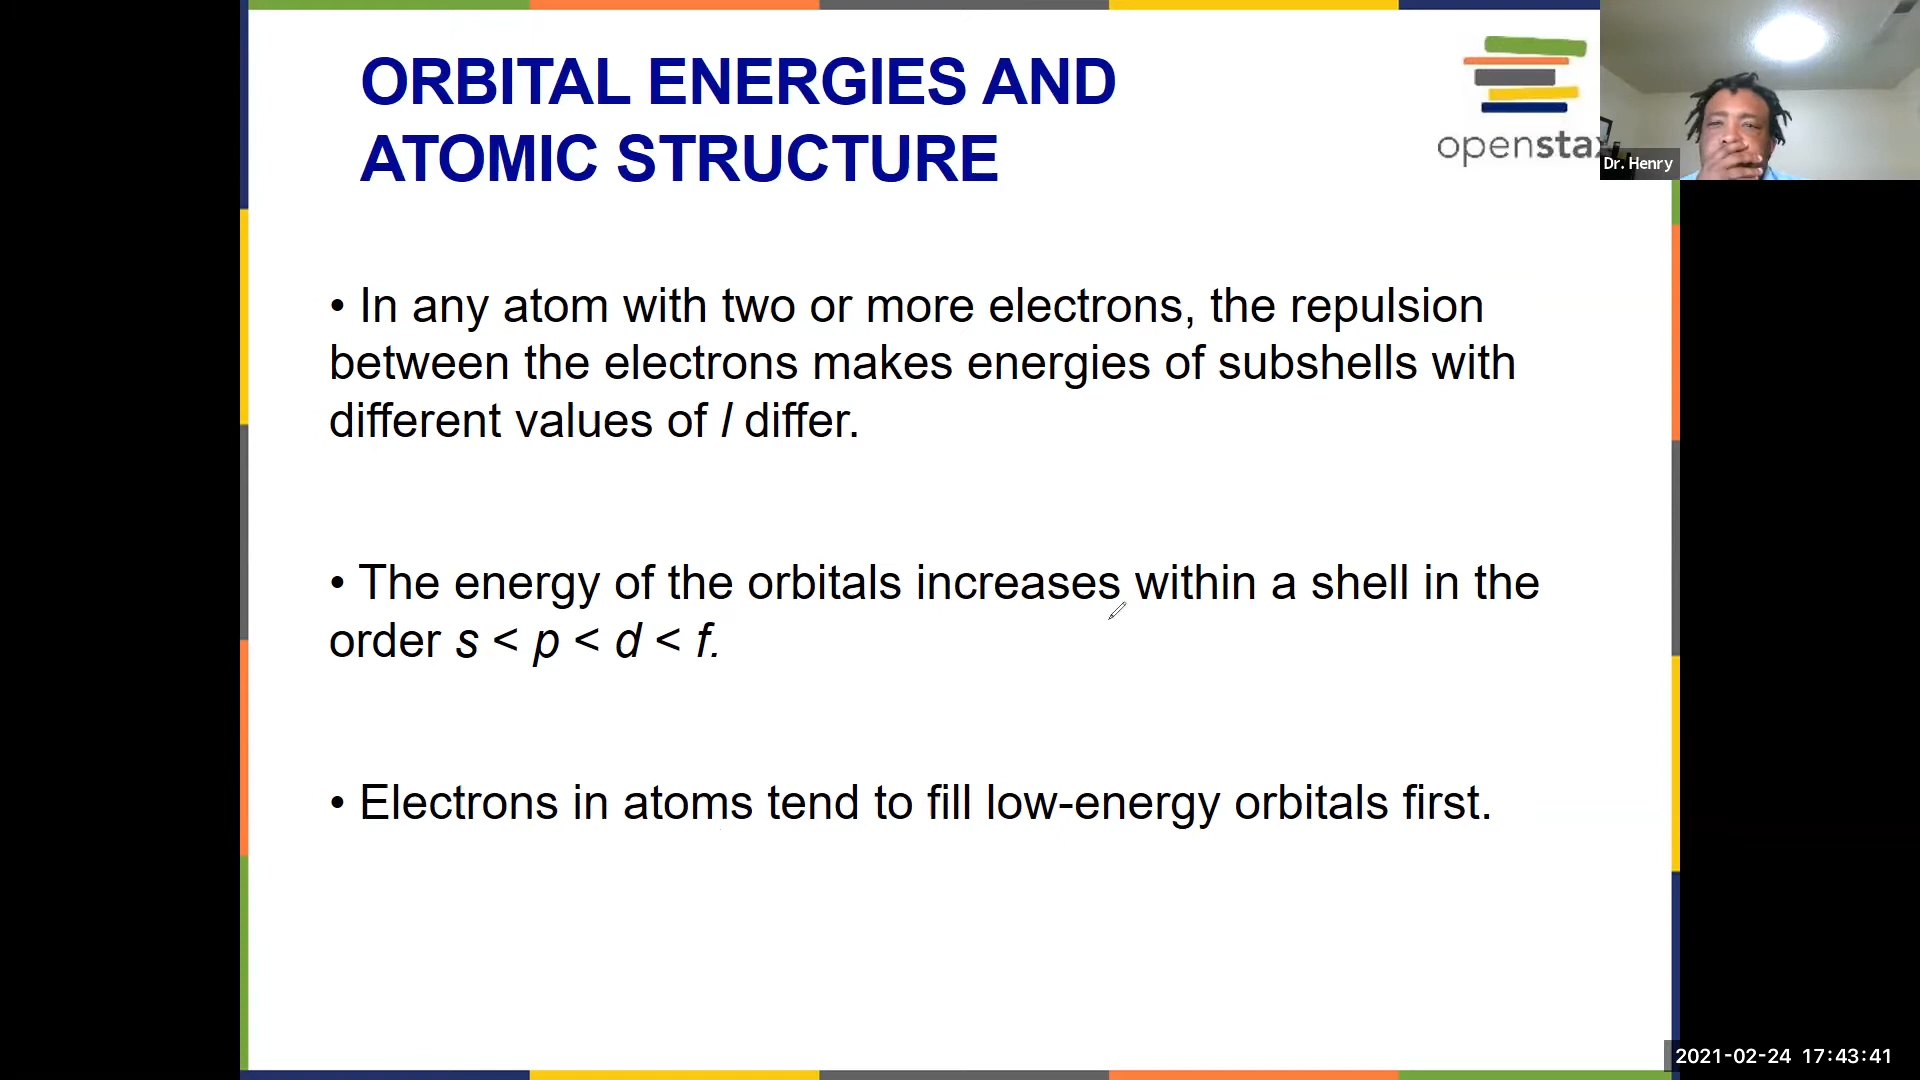 ORBITAL ENERGIES AND
ATOMIC STRUCTURE
openstax
Dr. Henry
• In any atom with two or more electrons, the repulsion
between the electrons makes energies of subshells with
different values of l differ.
• The energy of the orbitals increases within a shell in the
order s < p < d < f.
• Electrons in atoms tend to fill low-energy orbitals first.
2021-02-24 17:43:41